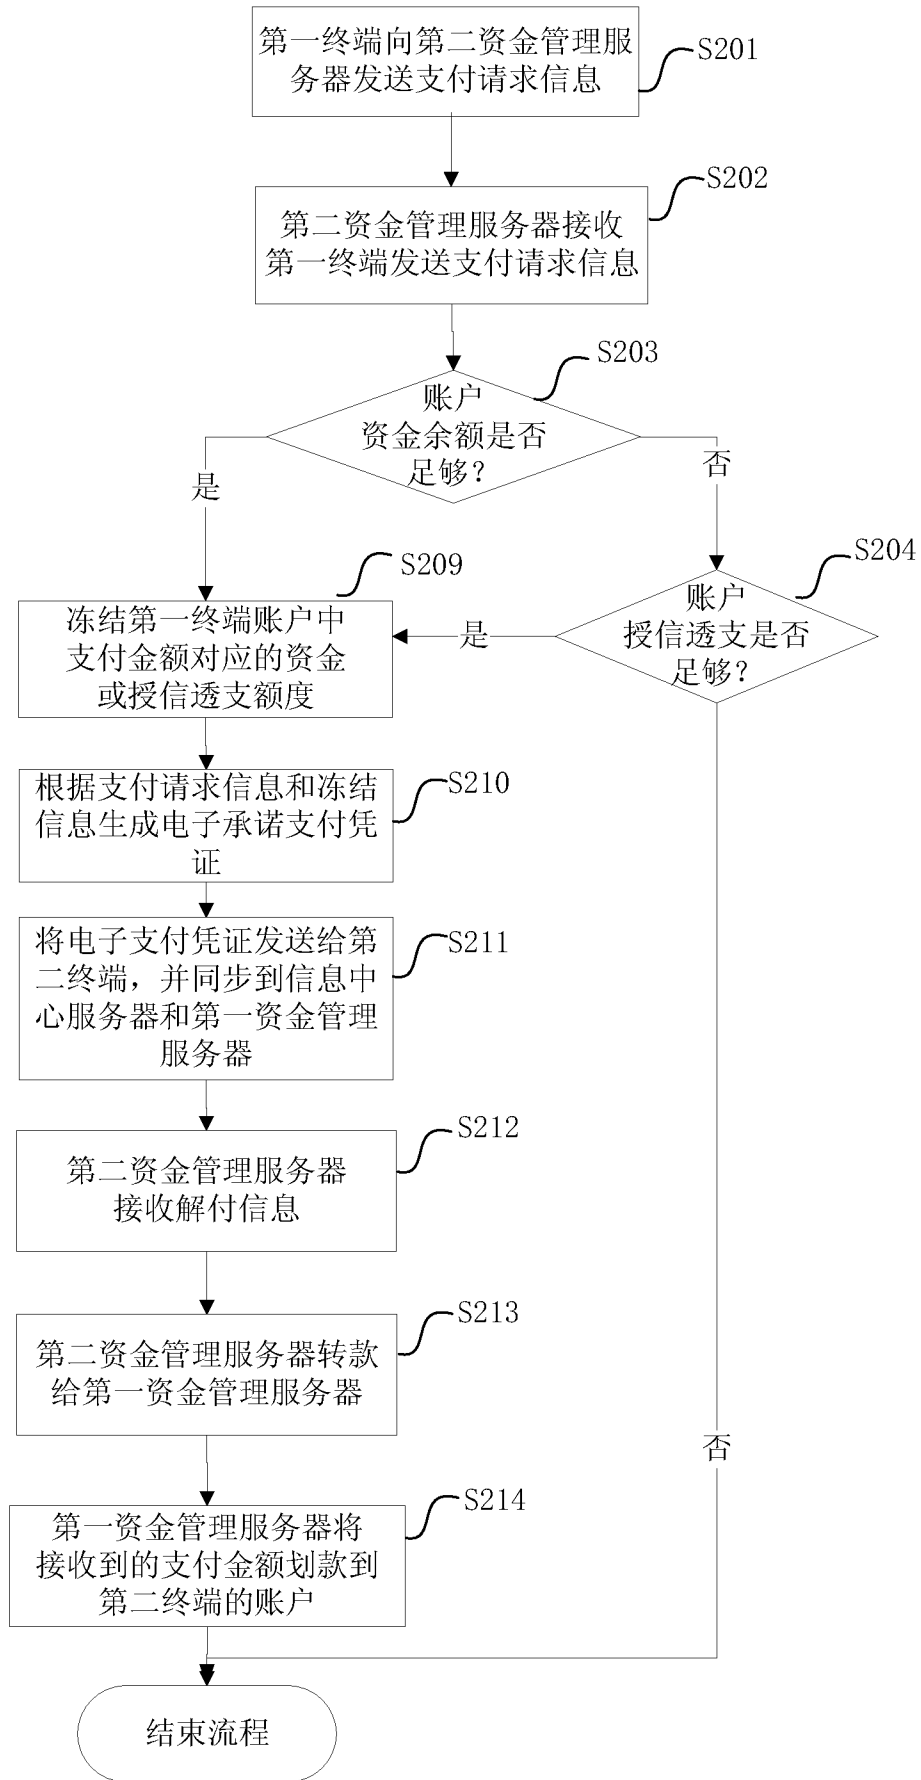 第一终端向第二资金管理服
务器发送支付请求信息
S201
S202
第二资金管理服务器接收
第一终端发送支付请求信息
S203
账户
资金余额是否
足够？
是
否
S209
S204
冻结第一终端账户中
支付金额对应的资金
或授信透支额度
是
账户
授信透支是否
足够？
根据支付请求信息和冻结
信息生成电子承诺支付凭
证
S210
将电子支付凭证发送给第
二终端，并同步到信息中
心服务器和第一资金管理
服务器
S211
S212
第二资金管理服务器
接收解付信息
S213
第二资金管理服务器转款
给第一资金管理服务器
否
S214
第一资金管理服务器将
接收到的支付金额划款到
第二终端的账户
结束流程